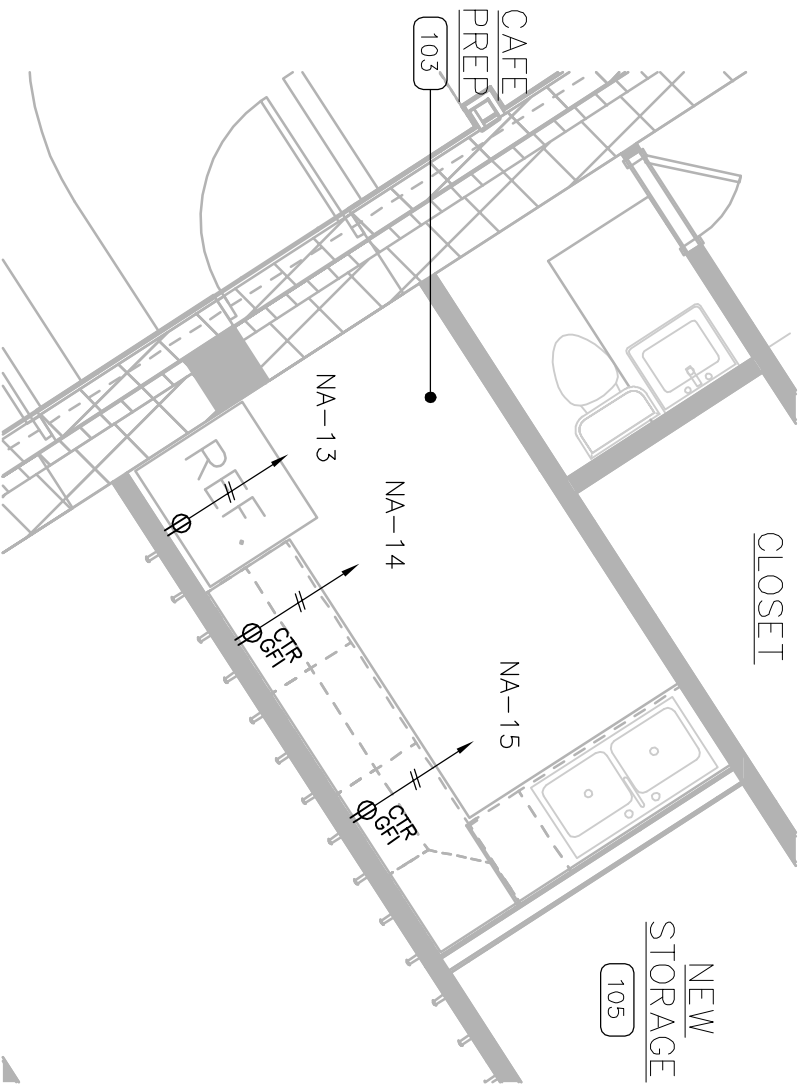 CAFE
PREP
103
CLOSET
NEW
STORAGE
105
REF.
NA-13
NA-14
CTR
GFI
NA-15
CTR
GFI